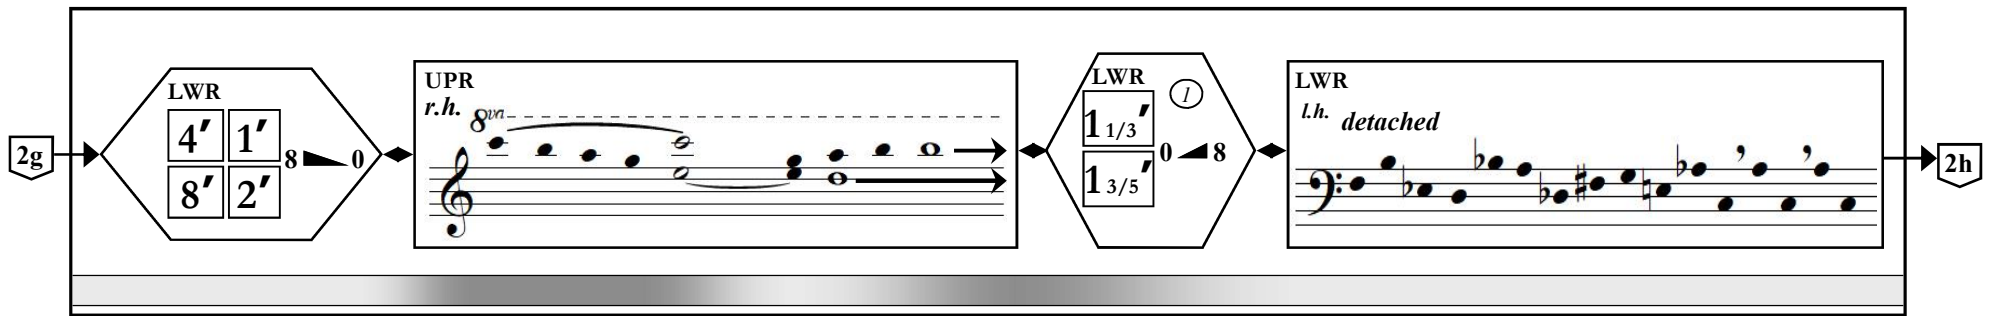 2g
LWR
4′ 1′
8′ 2′
8 0
UPR
r.h.
8va
LWR
1 1/3′
1 3/5′
1
0 8
LWR
l.h. detached
2h